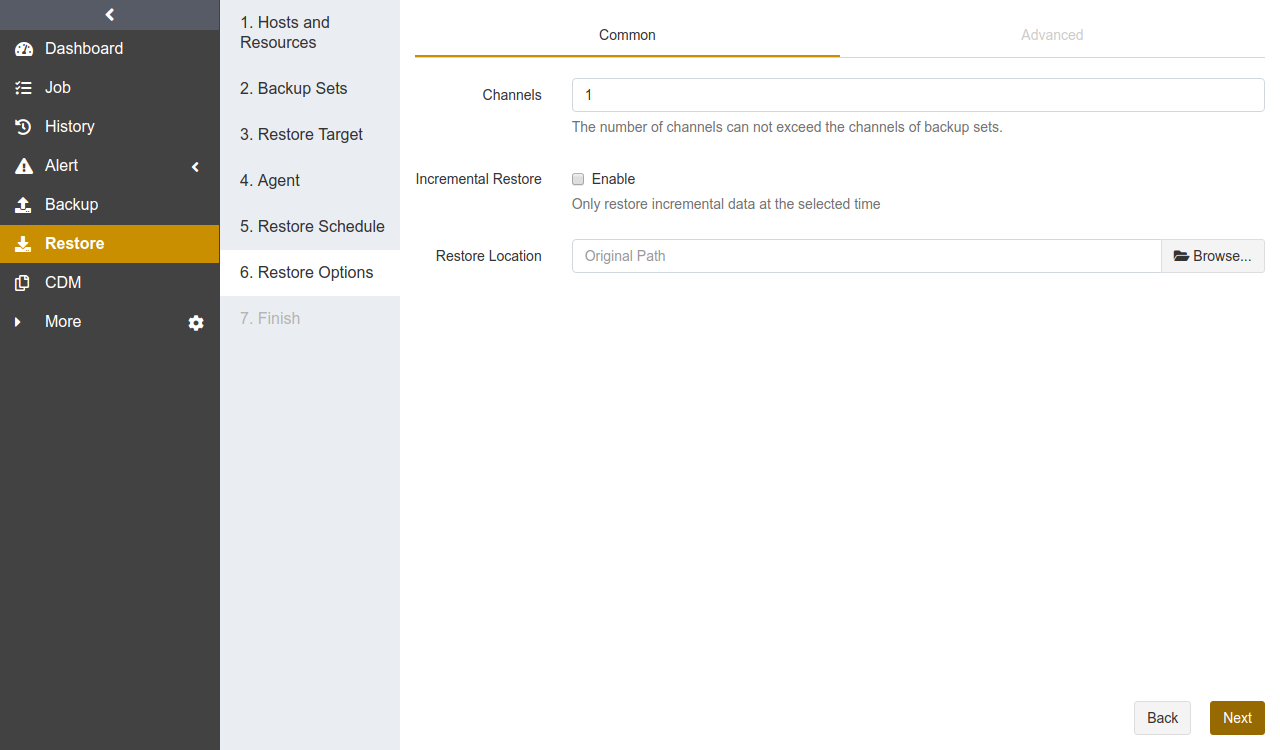 Dashboard
Job
History
Alert
Backup
Restore
CDM
More
1. Hosts and
Resources
2. Backup Sets
3. Restore Target
4. Agent
5. Restore Schedule
6. Restore Options
7. Finish
Common
Advanced
Channels
1
The number of channels can not exceed the channels of backup sets.
Incremental Restore
Enable
Only restore incremental data at the selected time
Restore Location
Original Path
Browse...
Back
Next